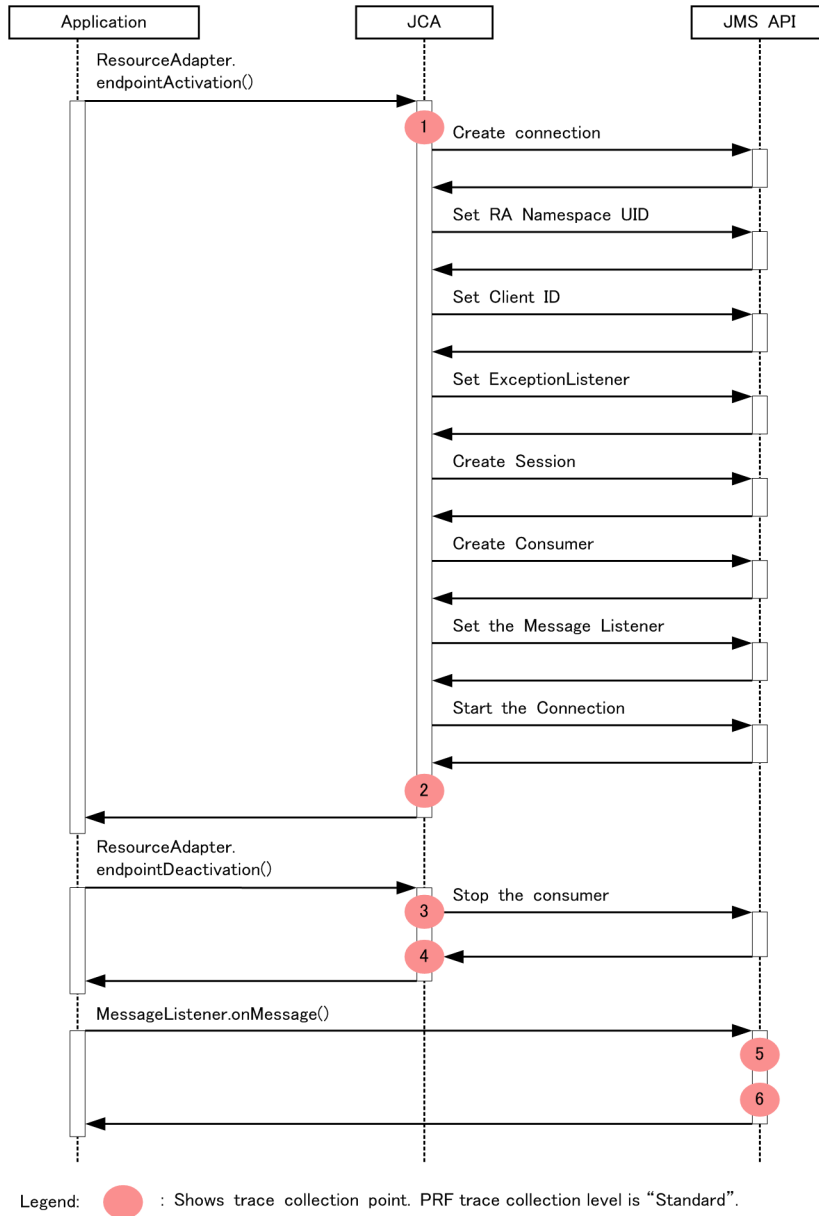 Application
JCA
JMS API
ResourceAdapter.
endpointActivation()
1
Create connection
Set RA Namespace UID
Set Client ID
Set ExceptionListener
Create Session
Create Consumer
Set the Message Listener
Start the Connection
2
ResourceAdapter.
endpointDeactivation()
3
Stop the consumer
4
MessageListener.onMessage()
5
6
Legend: : Shows trace collection point. PRF trace collection level is “Standard”.